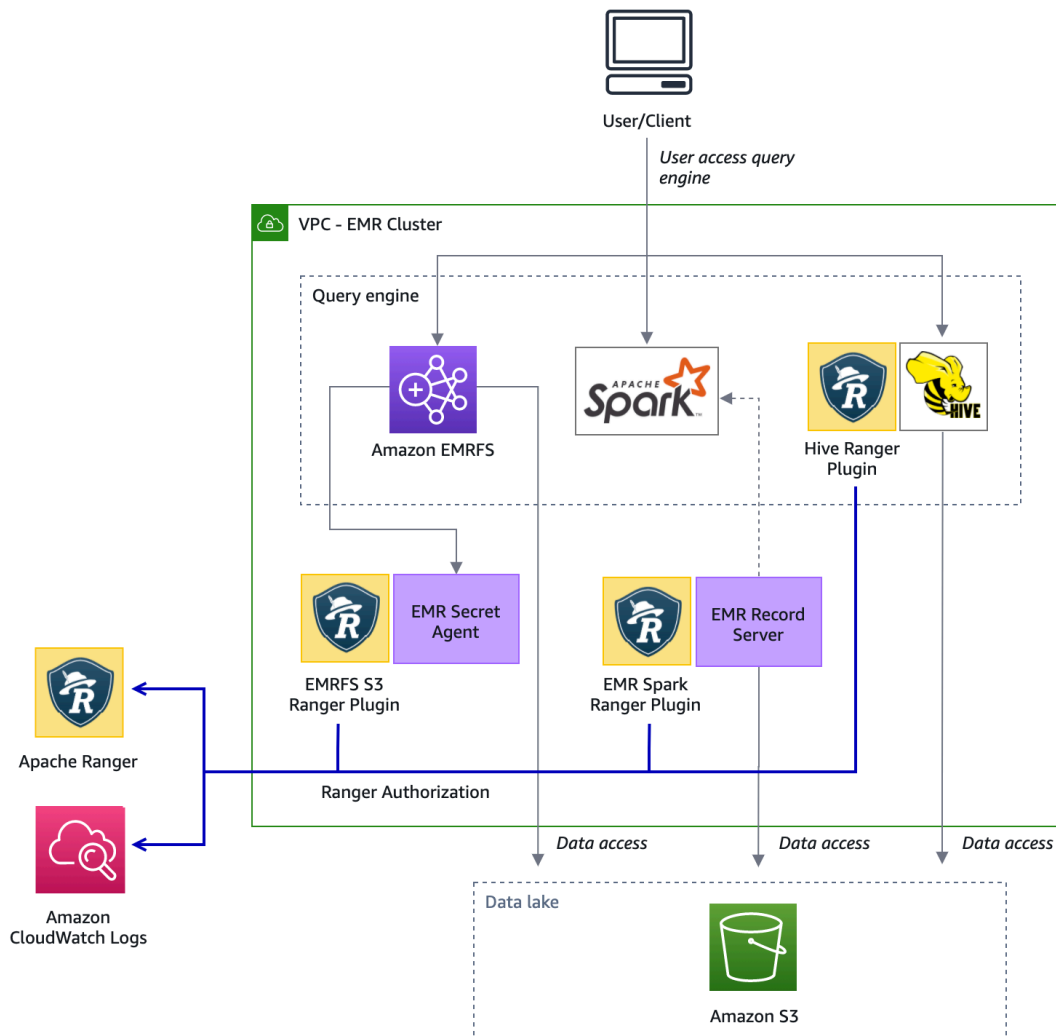 User/Client
User access query
engine
VPC - EMR Cluster
Query engine
Amazon EMRFS
APACHE
Spark™
R
HIVE
Hive Ranger
Plugin
R
EMR Secret
Agent
EMRFS S3
Ranger Plugin
R
EMR Record
Server
EMR Spark
Ranger Plugin
R
Apache Ranger
Ranger Authorization
Amazon
CloudWatch Logs
Data access
Data access
Data access
Data lake
Amazon S3